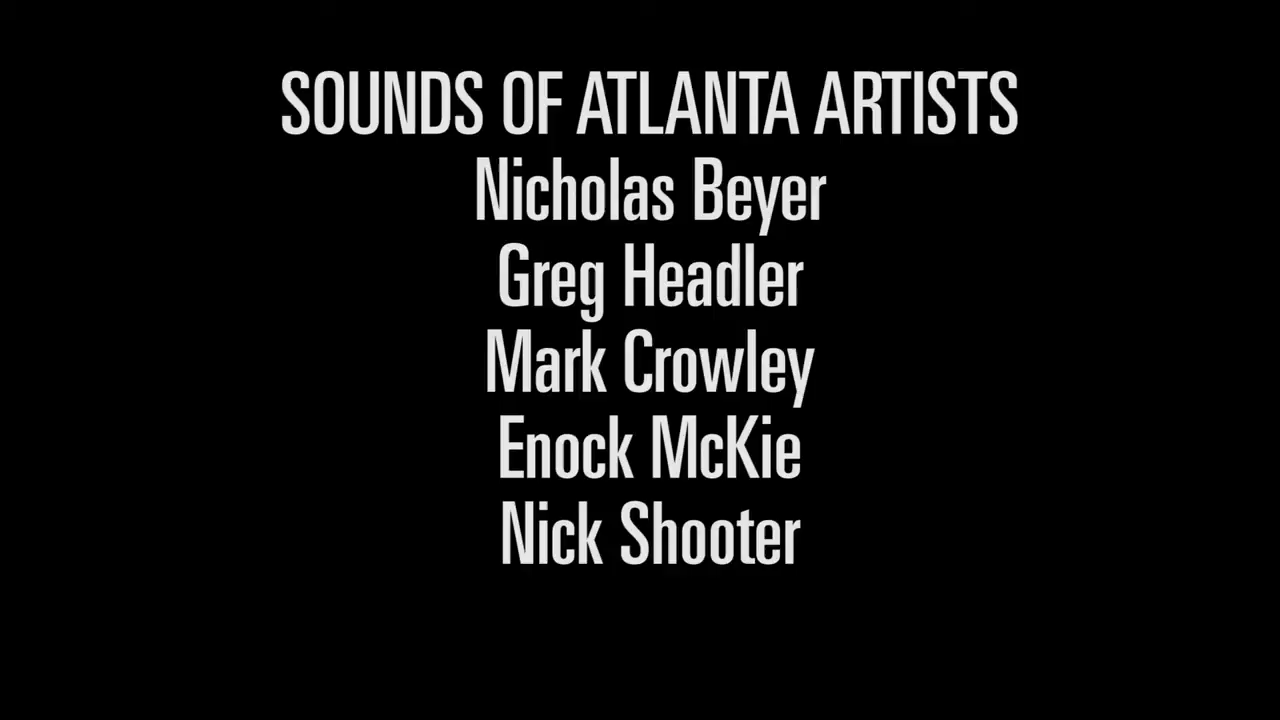 SOUNDS OF ATLANTA ARTISTS
Nicholas Beyer
Greg Headler
Mark Crowley
Enock McKie
Nick Shooter